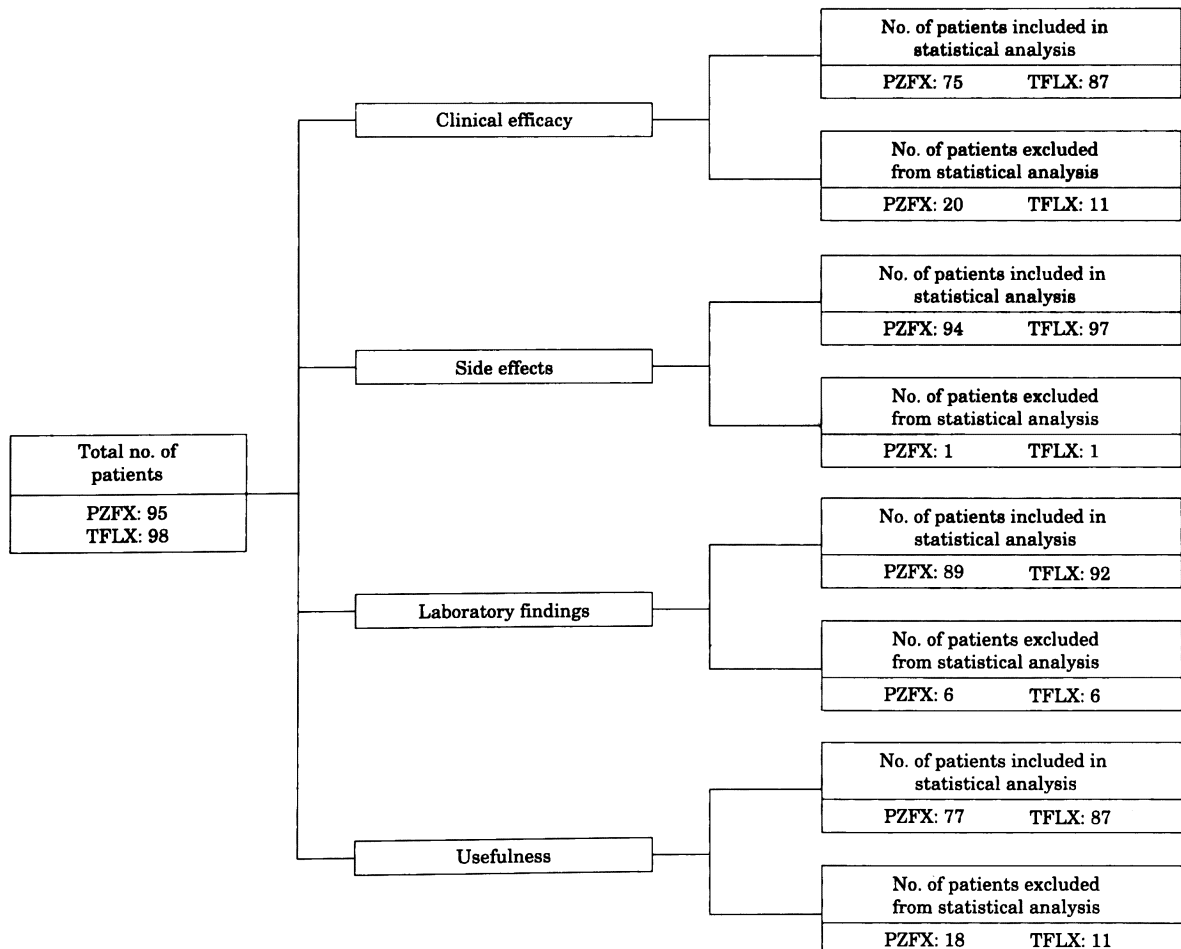 Total no. of
patients
PZFX: 95
TFLX: 98
Clinical efficacy
No. of patients included in
statistical analysis
PZFX: 75 TFLX: 87
No. of patients excluded
from statistical analysis
PZFX: 20 TFLX: 11
Side effects
No. of patients included in
statistical analysis
PZFX: 94 TFLX: 97
No. of patients excluded
from statistical analysis
PZFX: 1 TFLX: 1
Laboratory findings
No. of patients included in
statistical analysis
PZFX: 89 TFLX: 92
No. of patients excluded
from statistical analysis
PZFX: 6 TFLX: 6
Usefulness
No. of patients included in
statistical analysis
PZFX: 77 TFLX: 87
No. of patients excluded
from statistical analysis
PZFX: 18 TFLX: 11